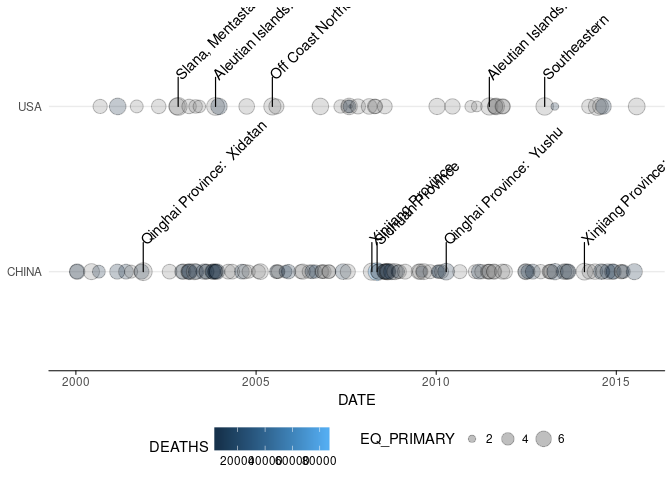 Slana, Mentasta
Aleutian Islands:
Off Coast Northe
Aleutian Islands:
Southeastern
USA
Qinghai Province:  Xidatan
Xinjiang Province
Sichuan Province
Qinghai Province:  Yushu
Xinjiang Province:
CHINA
2000
2005
2010
2015
DATE
DEATHS
20000
40000
60000
80000
EQ_PRIMARY
2
4
6